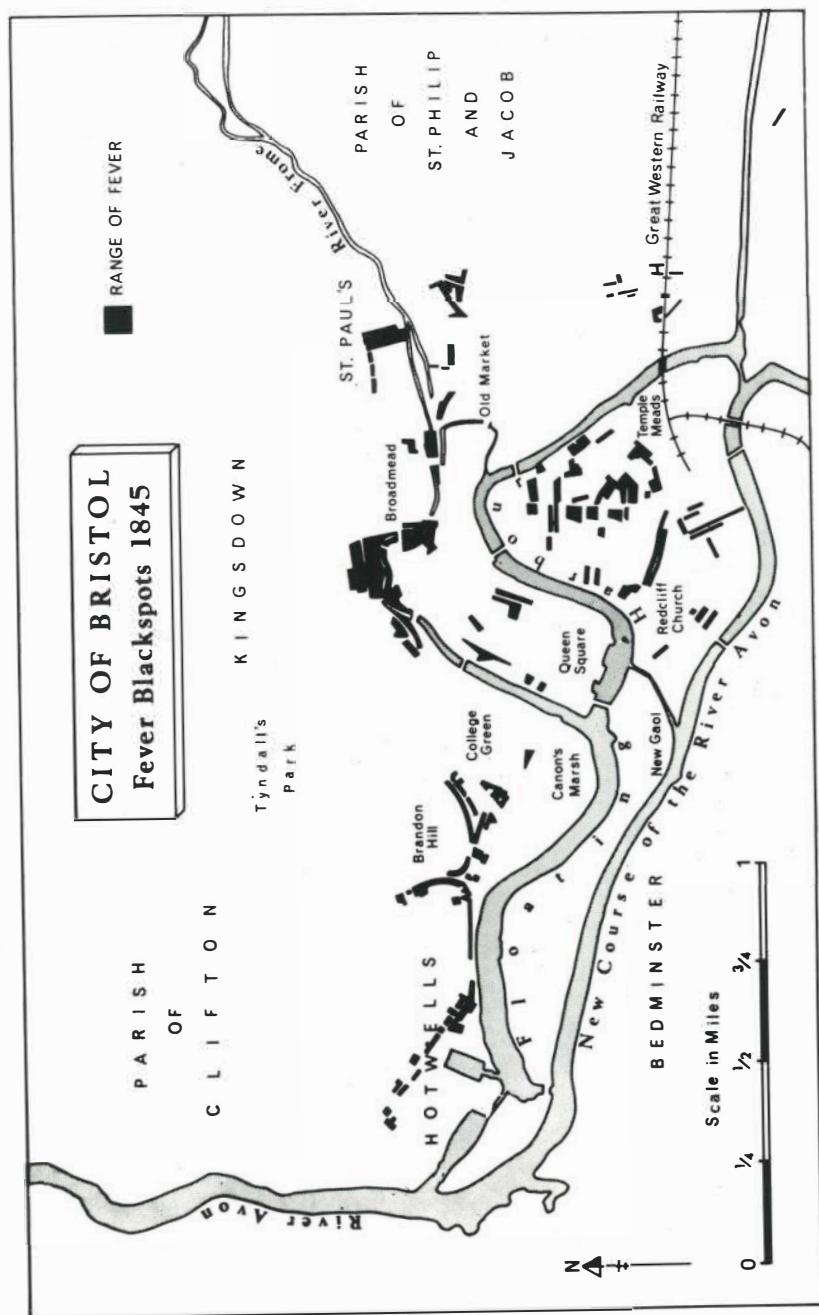 CITY OF BRISTOL
Fever Blackspots 1845
RANGE OF FEVER
PARISH
OF
CLIFTON
Tyndall's
Park
KINGSDOWN
ST. PAUL'S
River Frome
PARISH
OF
ST. PHILIP
AND
JACOB
River Avon
HOTWELLS
Brandon
Hill
College
Green
Broadmead
Old Market
Canon's
Marsh
Queen
Square
Floating Harbour
Redcliff
Church
Temple
Meads
Great Western Railway
New Gaol
New Course of the River Avon
BEDMINSTER
N
Scale in Miles
0 1/4 1/2 3/4 1